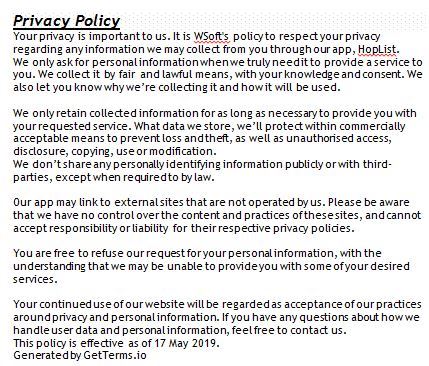 Privacy Policy
Your privacy is important to us. It is WSoft's policy to respect your privacy
regarding any information we may collect from you through our app, HopList.
We only ask for personal information when we truly need it to provide a service to
you. We collect it by fair and lawful means, with your knowledge and consent. We
also let you know why we're collecting it and how it will be used.
We only retain collected information for as long as necessary to provide you with
your requested service. What data we store, we'll protect within commercially
acceptable means to prevent loss and theft, as well as unauthorised access,
disclosure, copying, use or modification.
We don't share any personally identifying information publicly or with third-
parties, except when required to by law.
Our app may link to external sites that are not operated by us. Please be aware
that we have no control over the content and practices of these sites, and cannot
accept responsibility or liability for their respective privacy policies.
You are free to refuse our request for your personal information, with the
understanding that we may be unable to provide you with some of your desired
services.
Your continued use of our website will be regarded as acceptance of our practices
around privacy and personal information. If you have any questions about how we
handle user data and personal information, feel free to contact us.
This policy is effective as of 17 May 2019.
Generated by GetTerms.io